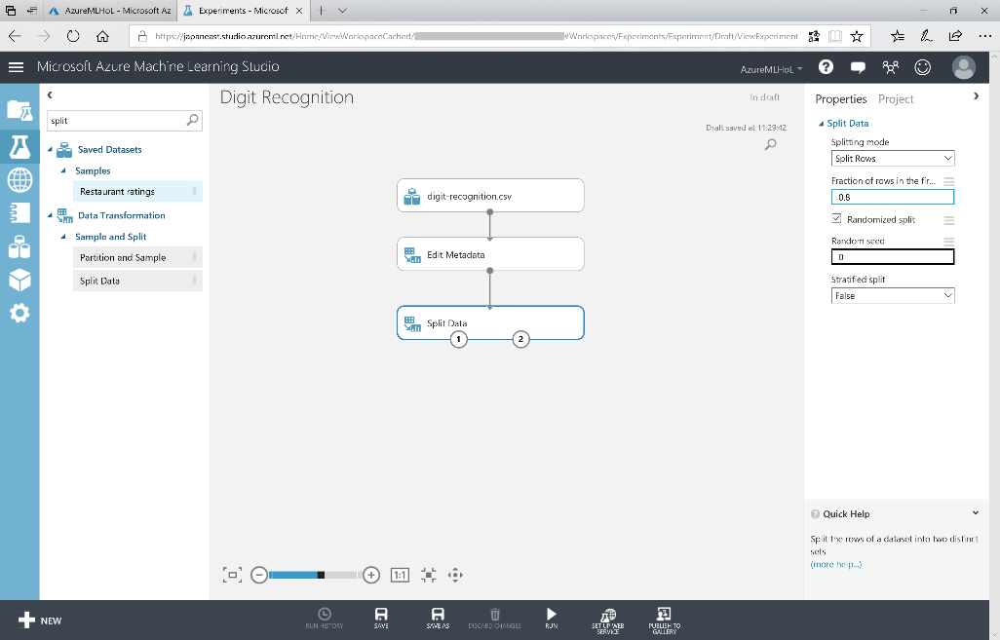 AzureMLHoL - Microsoft Az
Experiments - Microsof
https://japaneast.studio.azureml.net/Home/ViewWorkspaceCached/
#Workspaces/Experiments/Experiment/Draft/ViewExperiment
Microsoft Azure Machine Learning Studio
AzureMLHoL
split
Saved Datasets
Samples
Restaurant ratings
Data Transformation
Sample and Split
Partition and Sample
Split Data
Digit Recognition
In draft
Draft saved at 11:29:42
digit-recognition.csv
Edit Metadata
Split Data
1
2
1:1
Properties
Project
Split Data
Splitting mode
Split Rows
Fraction of rows in the fir...
0.8
Randomized split
Random seed
0
Stratified split
False
Quick Help
Split the rows of a dataset into two distinct
sets
(more help...)
NEW
RUN HISTORY
SAVE
SAVE AS
DISCARD CHANGES
RUN
SET UP WEB
SERVICE
PUBLISH TO
GALLERY